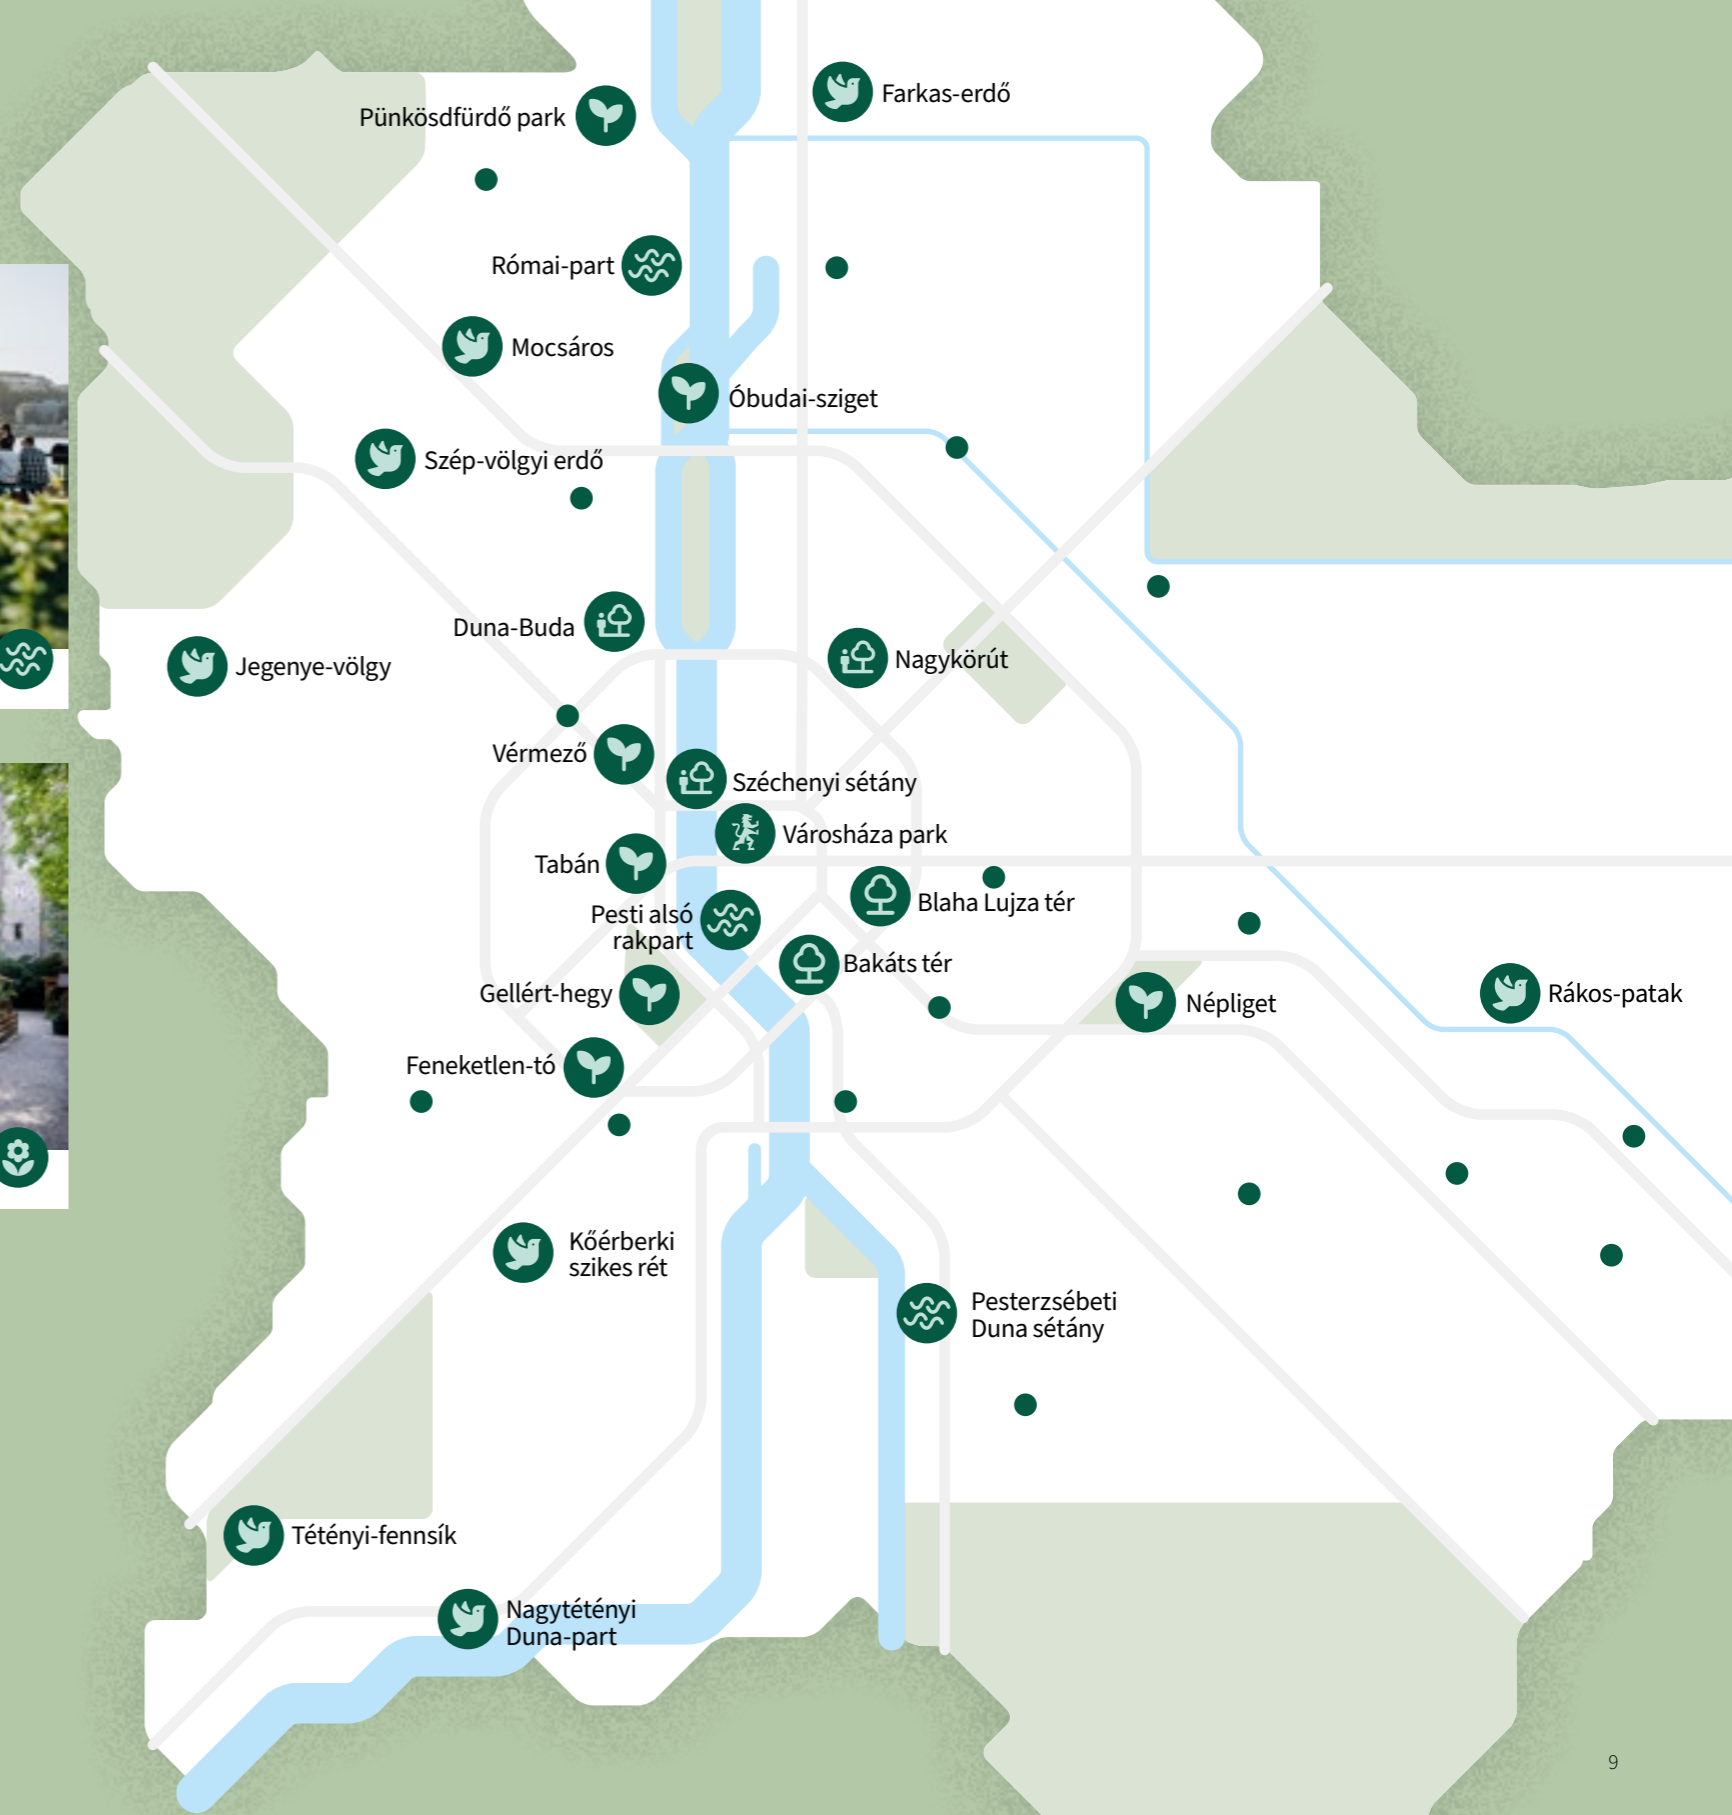 Farkas-erdő
Pünkösdfürdő park
Római-part
Mocsáros
Óbudai-sziget
Szép-völgyi erdő
Duna-Buda
Nagykörút
Jegenye-völgy
Vérmező
Széchenyi sétány
Városháza park
Tabán
Blaha Lujza tér
Pesti alsó
rakpart
Bakáts tér
Gellért-hegy
Népliget
Rákos-patak
Feneketlen-tó
Kőérberki
szikes rét
Pesterzsébeti
Duna sétány
Tétényi-fennsík
Nagytétényi
Duna-part
9